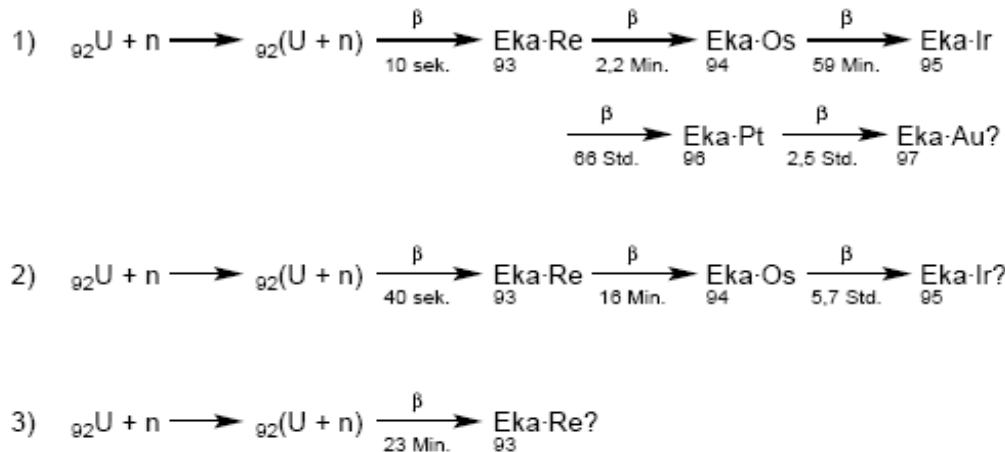 β β β
1) 92U + n 92(U + n) Eka·Re Eka·Os Eka·Ir
10 sek. 93 2,2 Min. 94 59 Min. 95
β β
Eka·Pt Eka·Au?
66 Std. 96 2,5 Std. 97
β β β
2) 92U + n 92(U + n) Eka·Re Eka·Os Eka·Ir?
40 sek. 93 16 Min. 94 5,7 Std. 95
β
3) 92U + n 92(U + n) Eka·Re?
23 Min. 93